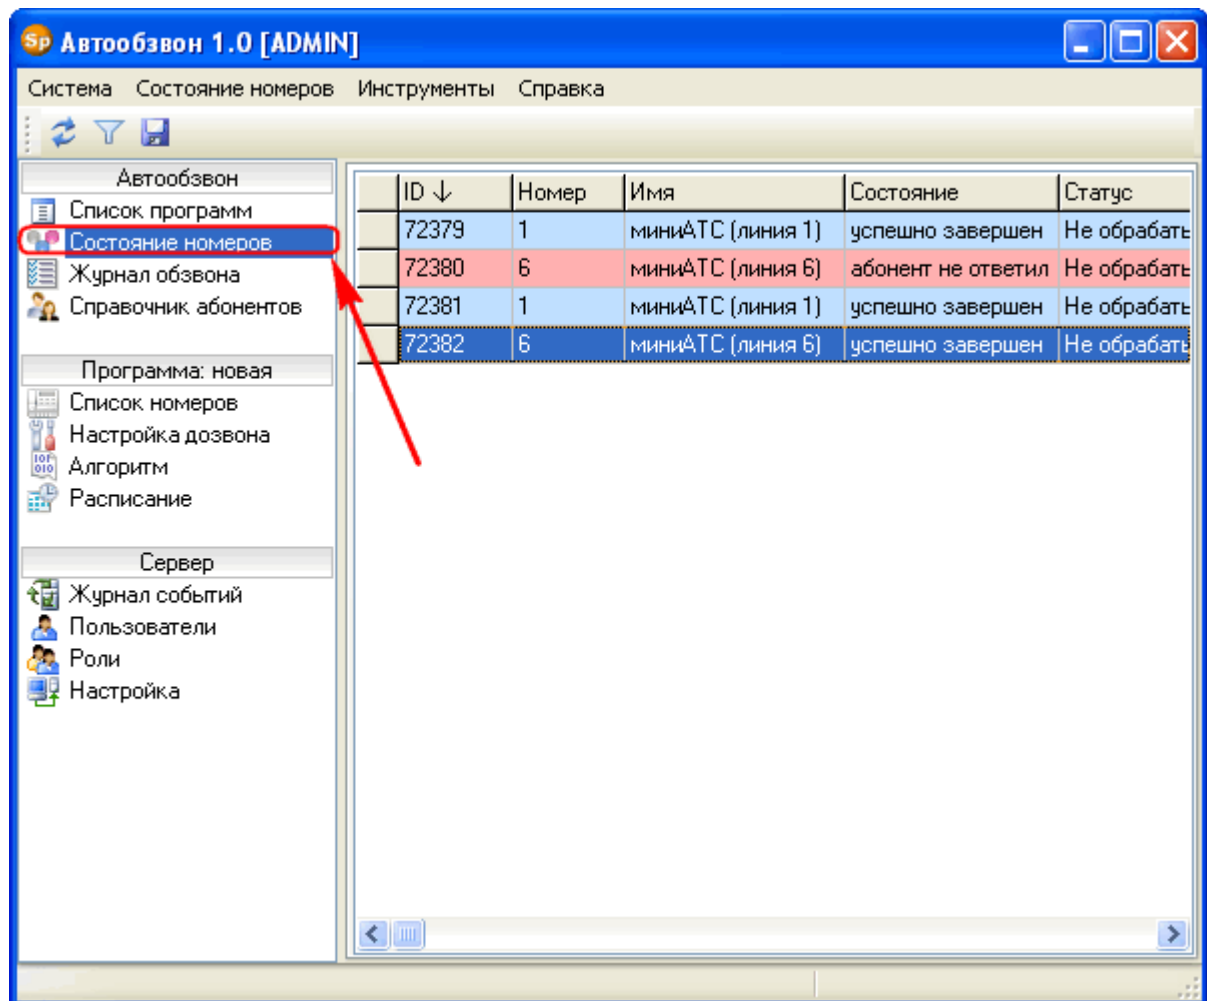 Sp Автообзвон 1.0 [ADMIN]
Система Состояние номеров Инструменты Справка
Автообзвон
Список программ
Состояние номеров
Журнал обзвона
Справочник абонентов
Программа: новая
Список номеров
Настройка дозвона
Алгоритм
Расписание
Сервер
Журнал событий
Пользователи
Роли
Настройка
ID ↓ Номер Имя Состояние Статус
72379 1 миниАТС (линия 1) успешно завершен Не обрабать
72380 6 миниАТС (линия 6) абонент не ответил Не обрабать
72381 1 миниАТС (линия 1) успешно завершен Не обрабать
72382 6 миниАТС (линия 6) успешно завершен Не обрабать